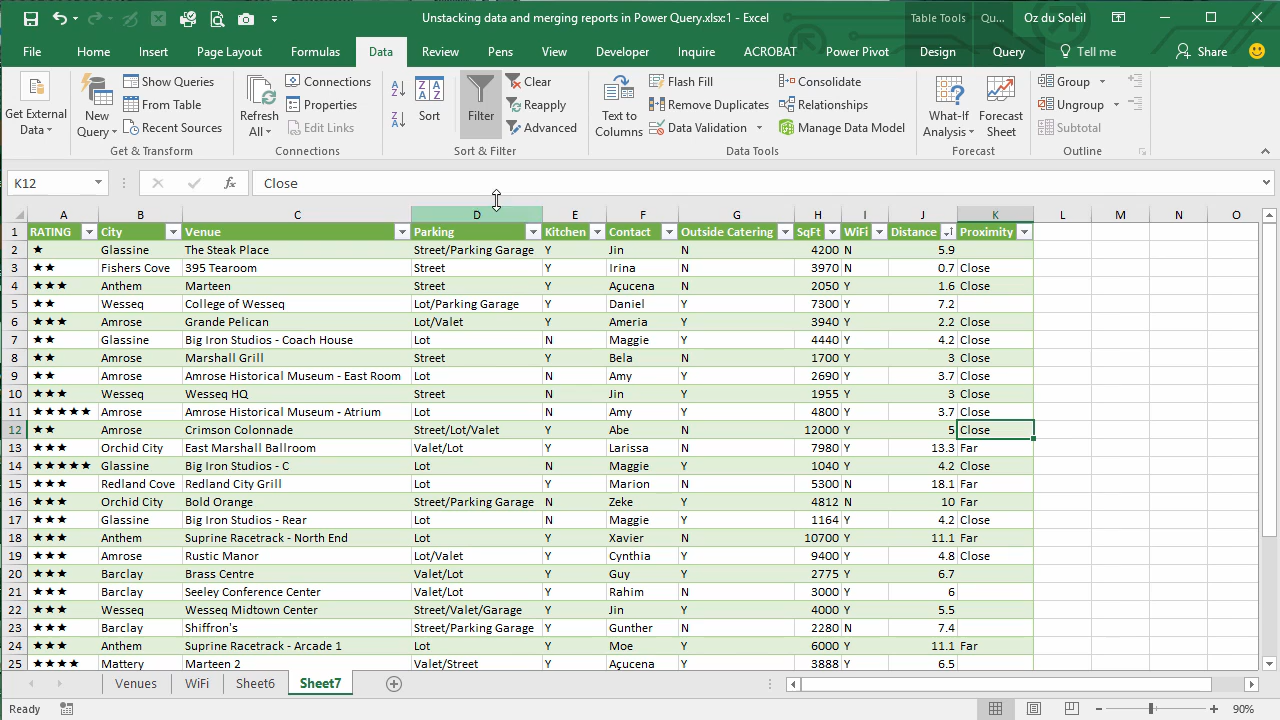 Unstacking data and merging reports in Power Query.xlsx:1 - Excel
Table Tools
Qu...
Oz du Soleil
File Home Insert Page Layout Formulas Data Review Pens View Developer Inquire ACROBAT Power Pivot Design Query Tell me Share
Get External Data
New Query
Show Queries
From Table
Recent Sources
Get & Transform
Refresh All
Connections
Properties
Edit Links
Connections
Sort
Filter
Clear
Reapply
Advanced
Sort & Filter
Text to Columns
Flash Fill
Remove Duplicates
Data Validation
Consolidate
Relationships
Manage Data Model
Data Tools
What-If Analysis
Forecast Sheet
Forecast
Group
Ungroup
Subtotal
Outline
K12 fx Close
A B C D E F G H I J K L M N O
1 RATING City Venue Parking Kitchen Contact Outside Catering SqFt WiFi Distance Proximity
2 ★ Glassine The Steak Place Street/Parking Garage Y Jin N 4200 N 5.9
3 ★★ Fishers Cove 395 Tearoom Street Y Irina N 3970 N 0.7 Close
4 ★★★ Anthem Marteen Street Y Açucena N 2050 Y 1.6 Close
5 ★★ Wesseq College of Wesseq Lot/Parking Garage Y Daniel Y 7300 Y 7.2
6 ★★★ Amrose Grande Pelican Lot/Valet Y Ameria Y 3940 Y 2.2 Close
7 ★★ Glassine Big Iron Studios - Coach House Lot N Maggie Y 4440 Y 4.2 Close
8 ★★ Amrose Marshall Grill Street Y Bela N 1700 Y 3 Close
9 ★★ Amrose Amrose Historical Museum - East Room Lot N Amy Y 2690 Y 3.7 Close
10 ★★★ Wesseq Wesseq HQ Street N Jin Y 1955 Y 3 Close
11 ★★★★★ Amrose Amrose Historical Museum - Atrium Lot N Amy Y 4800 Y 3.7 Close
12 ★★ Amrose Crimson Colonnade Street/Lot/Valet Y Abe N 12000 Y 5 Close
13 ★★★ Orchid City East Marshall Ballroom Valet/Lot Y Larissa N 7980 Y 13.3 Far
14 ★★★★★ Glassine Big Iron Studios - C Lot N Maggie Y 1040 Y 4.2 Close
15 ★★★ Redland Cove Redland City Grill Lot Y Marion N 5300 Y 18.1 Far
16 ★★★ Orchid City Bold Orange Street/Parking Garage N Zeke Y 4812 N 10 Far
17 ★★★ Glassine Big Iron Studios - Rear Lot N Maggie Y 1164 Y 4.2 Close
18 ★★★ Anthem Suprine Racetrack - North End Lot Y Xavier N 10700 Y 11.1 Far
19 ★★★ Amrose Rustic Manor Lot/Valet Y Cynthia Y 9400 Y 4.8 Close
20 ★★★ Barclay Brass Centre Valet/Lot Y Guy Y 2775 Y 6.7
21 ★★★ Barclay Seeley Conference Center Valet/Lot Y Rahim N 3000 Y 6
22 ★★★ Wesseq Wesseq Midtown Center Street/Valet/Garage Y Jin Y 4000 Y 5.5
23 ★★★ Barclay Shiffron's Street/Parking Garage Y Gunther N 2280 N 7.4
24 ★★★ Anthem Suprine Racetrack - Arcade 1 Lot Y Moe Y 6000 Y 11.1 Far
25 ★★★★ Mattery Marteen 2 Valet/Street Y Açucena Y 3888 Y 6.5
Venues WiFi Sheet6 Sheet7
Ready 90%